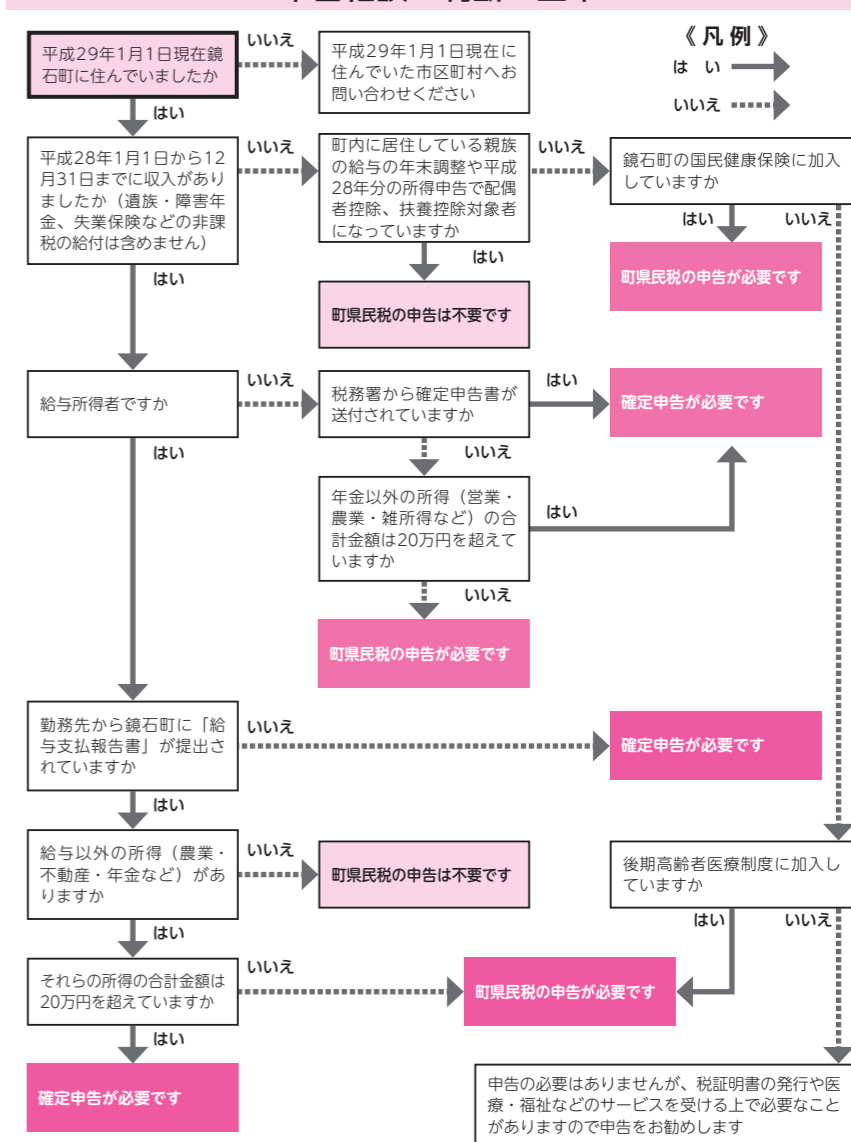 平成29年1月1日現在鏡
石町に住んでいましたか
いいえ
平成29年1月1日現在に
住んでいた市区町村へお
問い合わせください
《凡例》
はい
いいえ
はい
平成28年1月1日から12
月31日までに収入があり
ましたか（遺族・障害年
金、失業保険などの非課
税の給付は含めません）
いいえ
町内に居住している親族
の給与の年末調整や平成
28年分の所得申告で配偶
者控除、扶養控除対象者
になっていますか
いいえ
鏡石町の国民健康保険に加入
していますか
はい
いいえ
町県民税の申告が必要です
はい
町県民税の申告は不要です
はい
給与所得者ですか
いいえ
税務署から確定申告書が
送付されていますか
はい
確定申告が必要です
いいえ
年金以外の所得（営業・
農業・雑所得など）の合
計金額は20万円を超えて
いますか
はい
いいえ
町県民税の申告が必要です
はい
勤務先から鏡石町に「給
与支払報告書」が提出さ
れていますか
いいえ
確定申告が必要です
はい
給与以外の所得（農業・
不動産・年金など）があ
りますか
いいえ
町県民税の申告は不要です
後期高齢者医療制度に加入し
ていますか
はい
いいえ
はい
それらの所得の合計金額は
20万円を超えていますか
いいえ
町県民税の申告が必要です
はい
確定申告が必要です
申告の必要はありませんが、税証明書の発行や医
療・福祉などのサービスを受ける上で必要なこと
がありますので申告をお勧めします